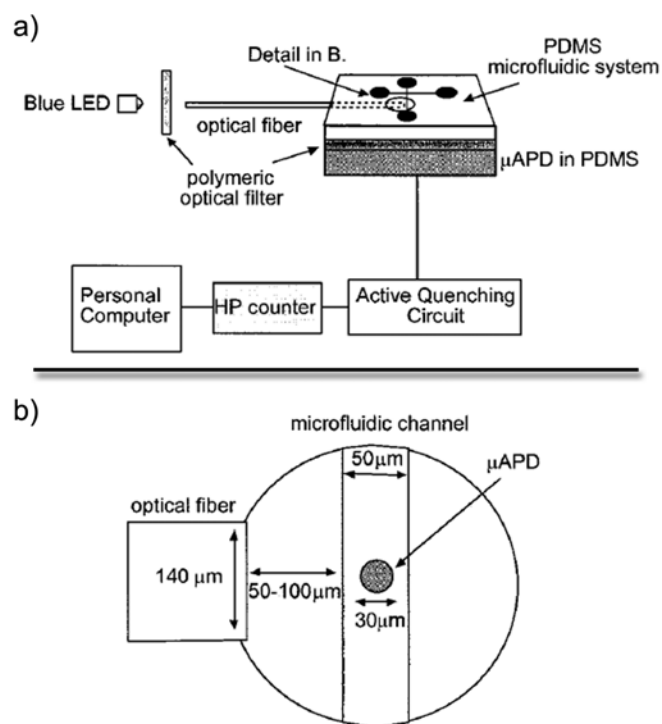 a)
Detail in B.
PDMS
microfluidic system
Blue LED
optical fiber
polymeric
optical filter
μAPD in PDMS
Personal
Computer
HP counter
Active Quenching
Circuit
b)
microfluidic channel
50μm
μAPD
optical fiber
140 μm
50-100μm
30μm